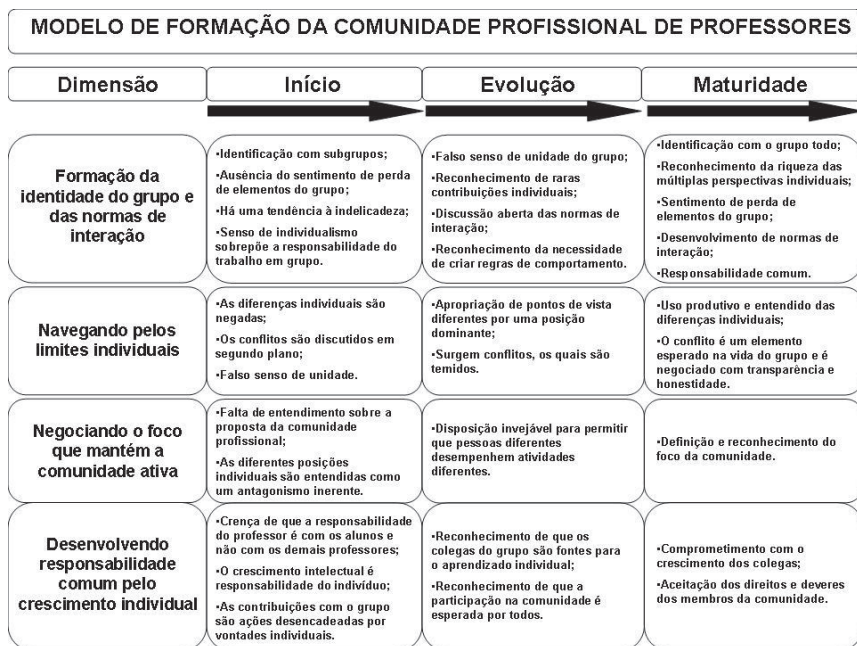 MODELO DE FORMAÇÃO DA COMUNIDADE PROFISSIONAL DE PROFESSORES
Dimensão
Início
Evolução
Maturidade
Formação da
identidade do grupo e
das normas de
interação
•Identificação com subgrupos;
•Ausência do sentimento de perda
de elementos do grupo;
•Há uma tendência à indelicadeza;
•Senso de individualismo
sobrepõe a responsabilidade do
trabalho em grupo.
•Falso senso de unidade do grupo;
•Reconhecimento de raras
contribuições individuais;
•Discussão aberta das normas de
interação;
•Reconhecimento da necessidade
de criar regras de comportamento.
•Identificação com o grupo todo;
•Reconhecimento da riqueza das
múltiplas perspectivas individuais;
•Sentimento de perda de
elementos do grupo;
•Desenvolvimento de normas de
interação;
•Responsabilidade comum.
Navegando pelos
limites individuais
•As diferenças individuais são
negadas;
•Os conflitos são discutidos em
segundo plano;
•Falso senso de unidade.
•Apropriação de pontos de vista
diferentes por uma posição
dominante;
•Surgem conflitos, os quais são
temidos.
•Uso produtivo e entendido das
diferenças individuais;
•O conflito é um elemento
esperado na vida do grupo e é
negociado com transparência e
honestidade.
Negociando o foco
que mantém a
comunidade ativa
•Falta de entendimento sobre a
proposta da comunidade
profissional;
•As diferentes posições
individuais são entendidas como
um antagonismo inerente.
•Disposição invejável para permitir
que pessoas diferentes
desempenhem atividades
diferentes.
•Definição e reconhecimento do
foco da comunidade.
Desenvolvendo
responsabilidade
comum pelo
crescimento individual
•Crença de que a responsabilidade
do professor é com os alunos e
não com os demais professores;
•O crescimento intelectual é
responsabilidade do indivíduo;
•As contribuições com o grupo
são ações desencadeadas por
vontades individuais.
•Reconhecimento de que os
colegas do grupo são fontes para
o aprendizado individual;
•Reconhecimento de que a
participação na comunidade é
esperada por todos.
•Comprometimento com o
crescimento dos colegas;
•Aceitação dos direitos e deveres
dos membros da comunidade.